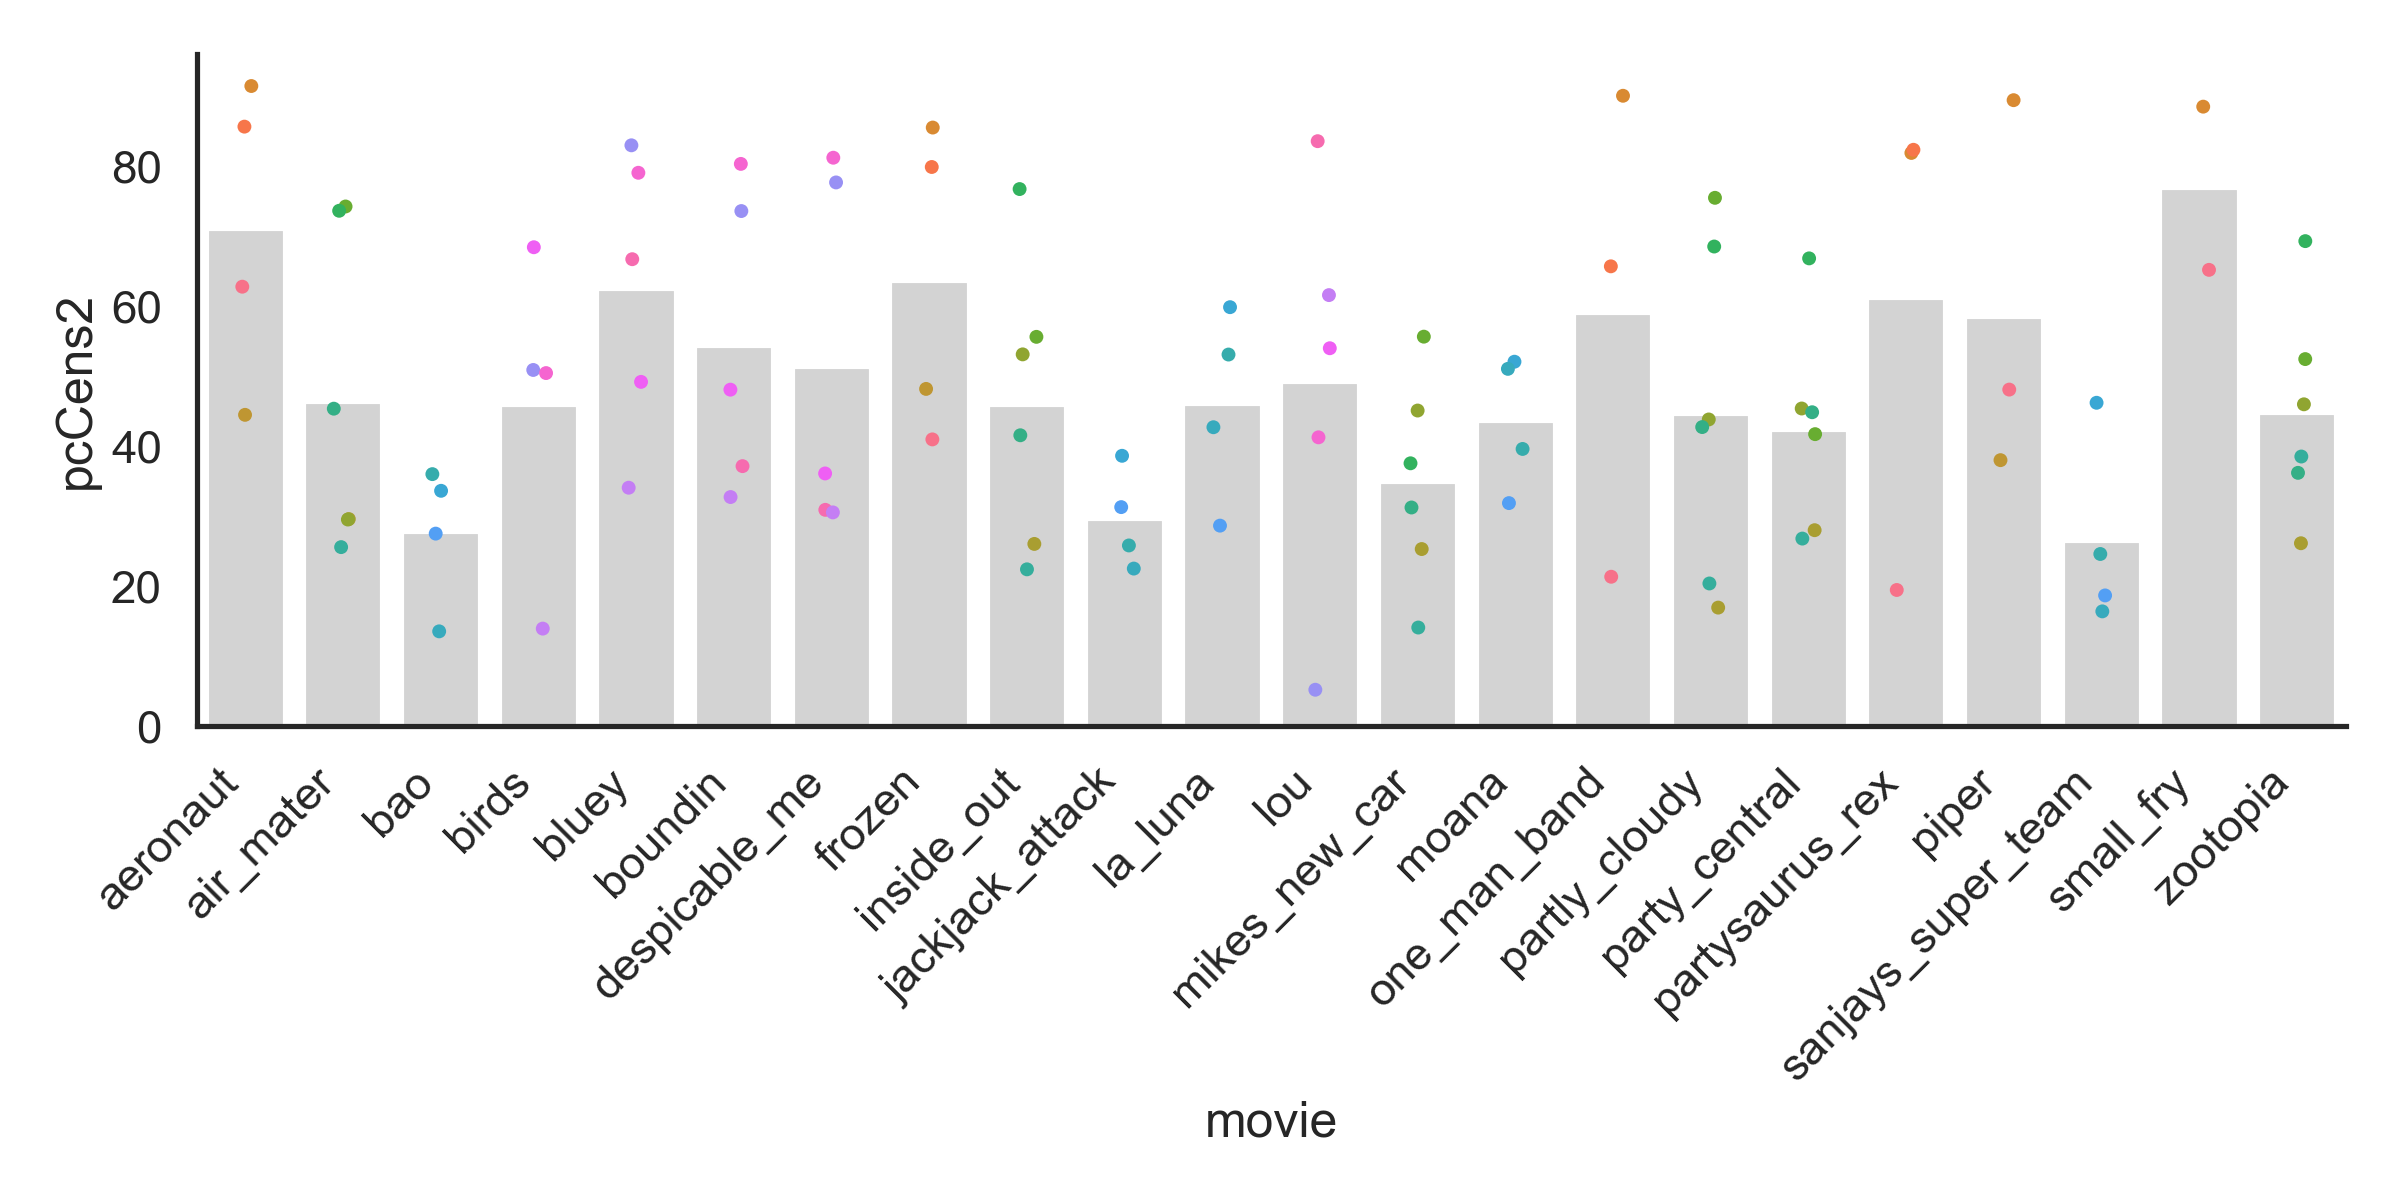 pcCens2
80
60
40
20
0
aeronaut
air_mater
bao
birds
bluey
boundin
despicable_me
frozen
inside_out
jackjack_attack
la_luna
lou
mikes_new_car
moana
one_man_band
partly_cloudy
party_central
partysaurus_rex
piper
sanjays_super_team
small_fry
zootopia
movie